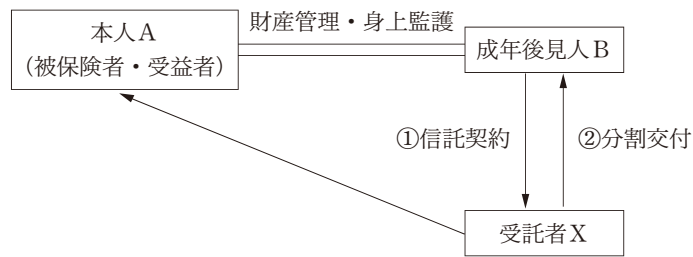 本人A
(被保険者・受益者)
財産管理・身上監護
成年後見人B
①信託契約
②分割交付
受託者X